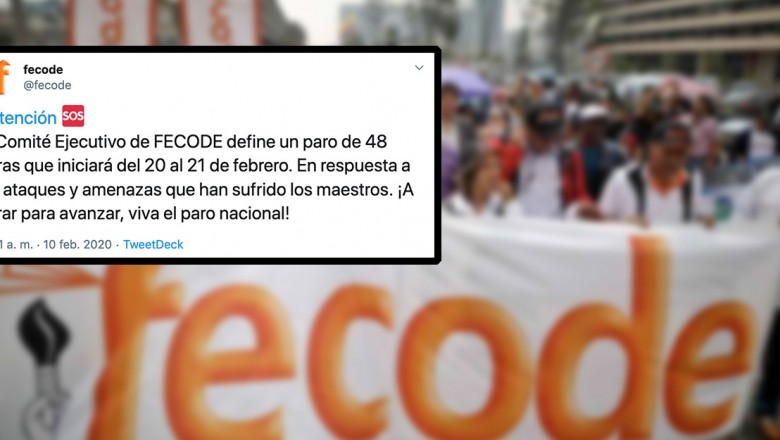 fecode
@fecode
tención SOS
Comité Ejecutivo de FECODE define un paro de 48
ras que iniciará del 20 al 21 de febrero. En respuesta a
ataques y amenazas que han sufrido los maestros. ¡A
rar para avanzar, viva el paro nacional!
1 a. m. · 10 feb. 2020 · TweetDeck
fecode